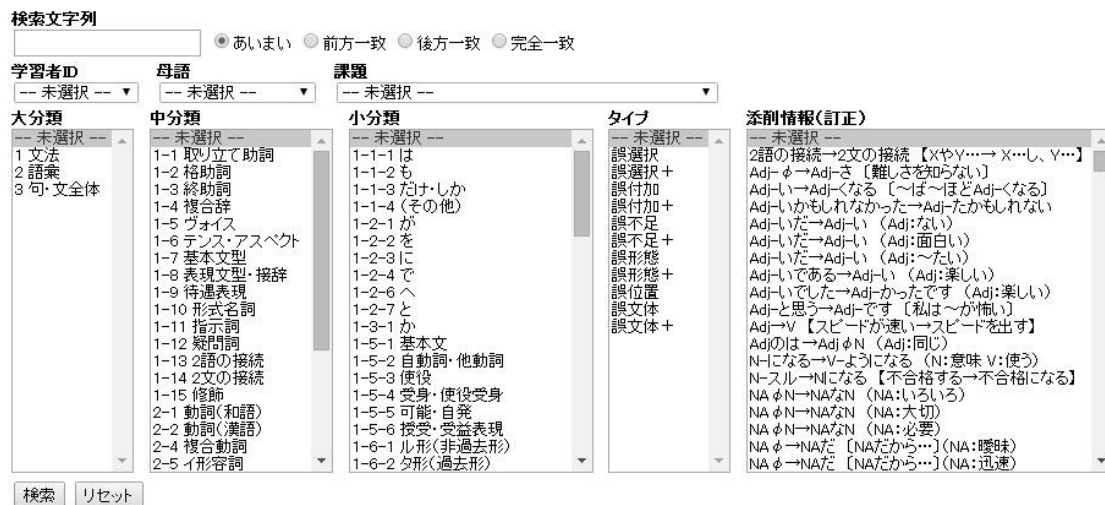 検索文字列
あいまい 前方一致 後方一致 完全一致
学習者ID 母語 課題
-- 未選択 -- -- 未選択 -- -- 未選択 --
大分類
-- 未選択 --
1 文法
2 語彙
3 句・文全体
中分類
-- 未選択 --
1-1 取り立て助詞
1-2 格助詞
1-3 終助詞
1-4 複合辞
1-5 ヴォイス
1-6 テンス・アスペクト
1-7 基本文型
1-8 表現文型・接辞
1-9 待遇表現
1-10 形式名詞
1-11 指示詞
1-12 疑問詞
1-13 2語の接続
1-14 2文の接続
1-15 修飾
2-1 動詞(和語)
2-2 動詞(漢語)
2-4 複合動詞
2-5 イ形容詞
小分類
-- 未選択 --
1-1-1 は
1-1-2 も
1-1-3 だけ・しか
1-1-4 (その他)
1-2-1 が
1-2-2 を
1-2-3 に
1-2-4 で
1-2-6 へ
1-2-7 と
1-3-1 か
1-5-1 基本文
1-5-2 自動詞・他動詞
1-5-3 使役
1-5-4 受身・使役受身
1-5-5 可能・自発
1-5-6 授受・受益表現
1-6-1 ル形(非過去形)
1-6-2 タ形(過去形)
タイプ
-- 未選択 --
誤選択
誤選択+
誤付加
誤付加+
誤不足
誤不足+
誤形態
誤形態+
誤位置
誤文体
誤文体+
添削情報(訂正)
-- 未選択 --
2語の接続→2文の接続 【XやY…→ X…し、Y…】
Adj-φ→Adj-さ 〔難しさを知らない〕
Adj-い→Adj-くなる 〔～ば～ほどAdj-くなる〕
Adj-いかもしれなかった→Adj-たかもしれない
Adj-いだ→Adj-い (Adj:ない)
Adj-いだ→Adj-い (Adj:面白い)
Adj-いだ→Adj-い (Adj:～たい)
Adj-いである→Adj-い (Adj:楽しい)
Adj-いでした→Adj-かったです (Adj:楽しい)
Adj-と思う→Adj-です 〔私は～が怖い〕
Adj→V 【スピードが速い→スピードを出す】
Adjのは→AdjφN (Adj:同じ)
N-になる→V-ようになる (N:意味 V:使う)
N-スル→Nになる 【不合格する→不合格になる】
NAφN→NAなN (NA:いろいろ)
NAφN→NAなN (NA:大切)
NAφN→NAなN (NA:必要)
NAφ→NAだ 〔NAだから…〕(NA:曖昧)
NAφ→NAだ 〔NAだから…〕(NA:迅速)
検索 リセット